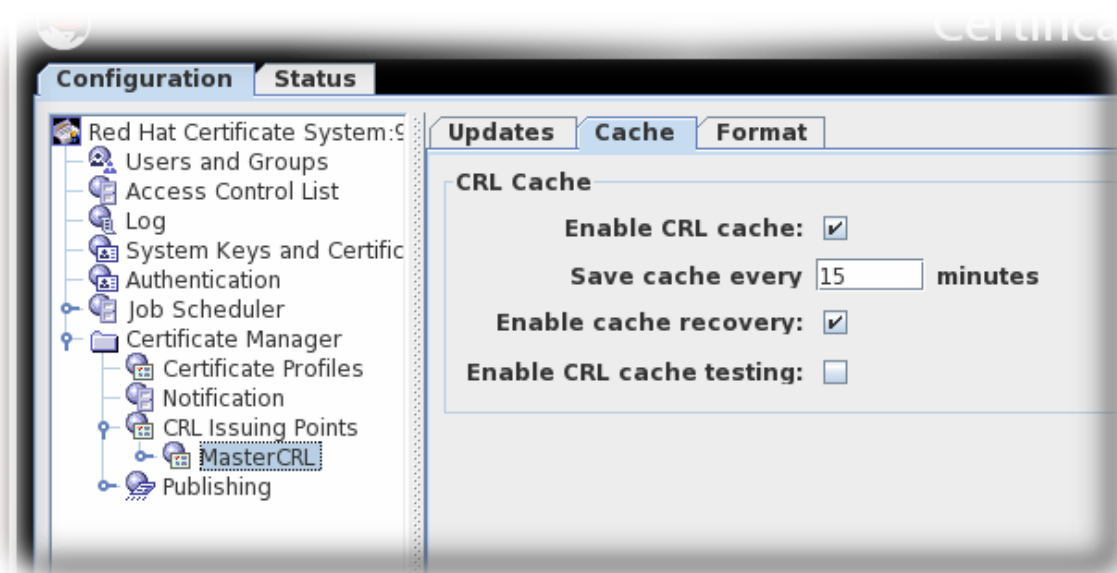 Configuration
Status
Red Hat Certificate System:9
Users and Groups
Access Control List
Log
System Keys and Certific
Authentication
Job Scheduler
Certificate Manager
Certificate Profiles
Notification
CRL Issuing Points
MasterCRL
Publishing
Updates
Cache
Format
CRL Cache
Enable CRL cache:
Save cache every 15 minutes
Enable cache recovery:
Enable CRL cache testing: